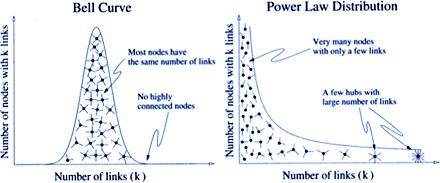 Bell Curve
Number of nodes with k links
Most nodes have
the same number of links
No highly
connected nodes
Number of links (k)
Power Law Distribution
Number of nodes with k links
Very many nodes
with only a few links
A few hubs with
large number of links
Number of links (k)